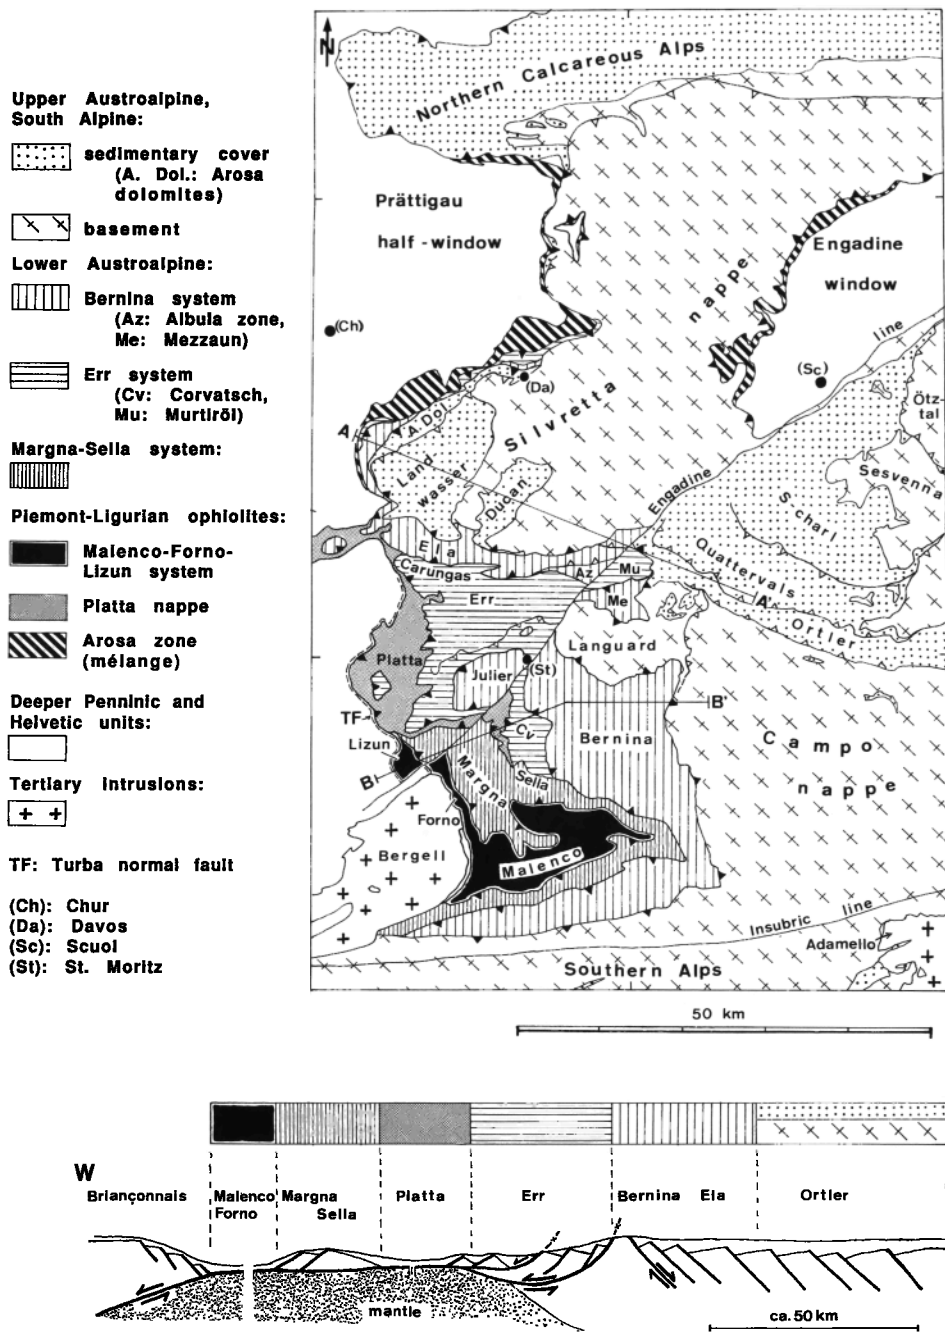 Upper Austroalpine,
South Alpine:
sedimentary cover
(A. Dol.: Arosa
dolomites)
basement
Lower Austroalpine:
Bernina system
(Az: Albula zone,
Me: Mezzaun)
Err system
(Cv: Corvatsch,
Mu: Murtiröl)
Margna-Sella system:
Piemont-Ligurian ophiolites:
Malenco-Forno-
Lizun system
Platta nappe
Arosa zone
(mélange)
Deeper Penninic and
Helvetic units:
Tertiary intrusions:
TF: Turba normal fault
(Ch): Chur
(Da): Davos
(Sc): Scuol
(St): St. Moritz
N
Northern Calcareous Alps
Prättigau
half-window
Engadine
window
nappe
(Ch)
line
(Sc)
(Da)
Ötz-
tal
A. Dol.
Silvretta
A
Land-
wasser
Ducan
Engadine
Sesvenna
Scharl
Ela
Carungas
Az
Mu
Quattervals
Err
Me
A'
Ortler
Languard
Platta
Julier
(St)
TF
B'
Cv
Bernina
Campo
nappe
Lizun
B
Margna
Sella
Forno
Bergell
Malenco
Insubric line
Adamello
Southern Alps
50 km
W
Briançonnais
Malenco
Forno
Margna
Sella
Platta
Err
Bernina
Ela
Ortler
mantle
ca. 50 km